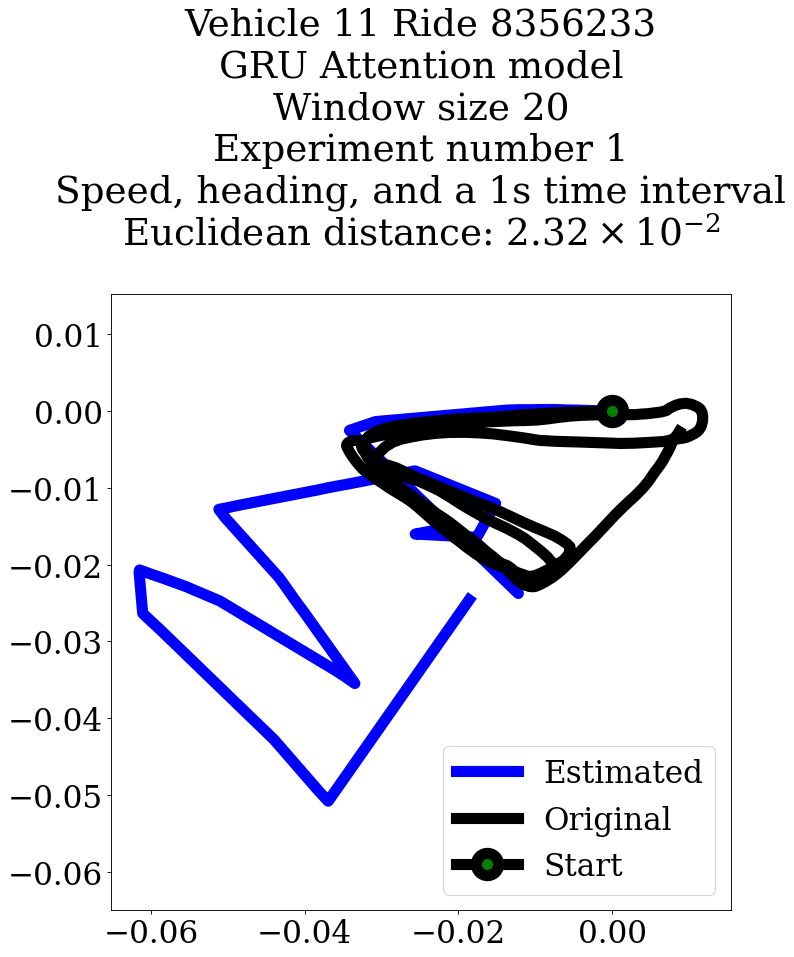 Vehicle 11 Ride 8356233
GRU Attention model
Window size 20
Experiment number 1
Speed, heading, and a 1s time interval
Euclidean distance: 2.32 × 10⁻²
0.01
0.00
−0.01
−0.02
−0.03
−0.04
−0.05
−0.06
Estimated
Original
Start
−0.06 −0.04 −0.02 0.00